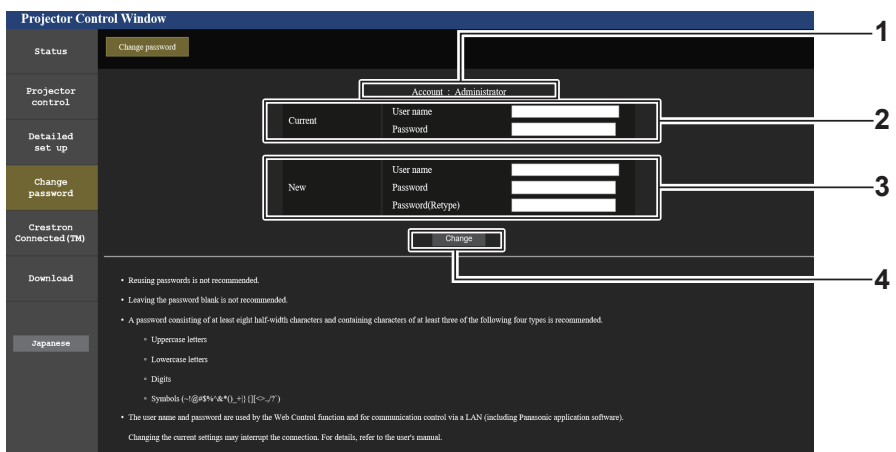 Projector Control Window
Status
Projector
control
Detailed
set up
Change
password
Crestron
Connected(TM)
Download
Japanese
Change password
Account : Administrator
Current
User name
Password
New
User name
Password
Password(Retype)
Change
• Reusing passwords is not recommended.
• Leaving the password blank is not recommended.
• A password consisting of at least eight half-width characters and containing characters of at least three of the following four types is recommended.
◦ Uppercase letters
◦ Lowercase letters
◦ Digits
◦ Symbols (~!@#$%^&*()_+|}{][<>.,/?`)
• The user name and password are used by the Web Control function and for communication control via a LAN (including Panasonic application software).
Changing the current settings may interrupt the connection. For details, refer to the user's manual.
1
2
3
4